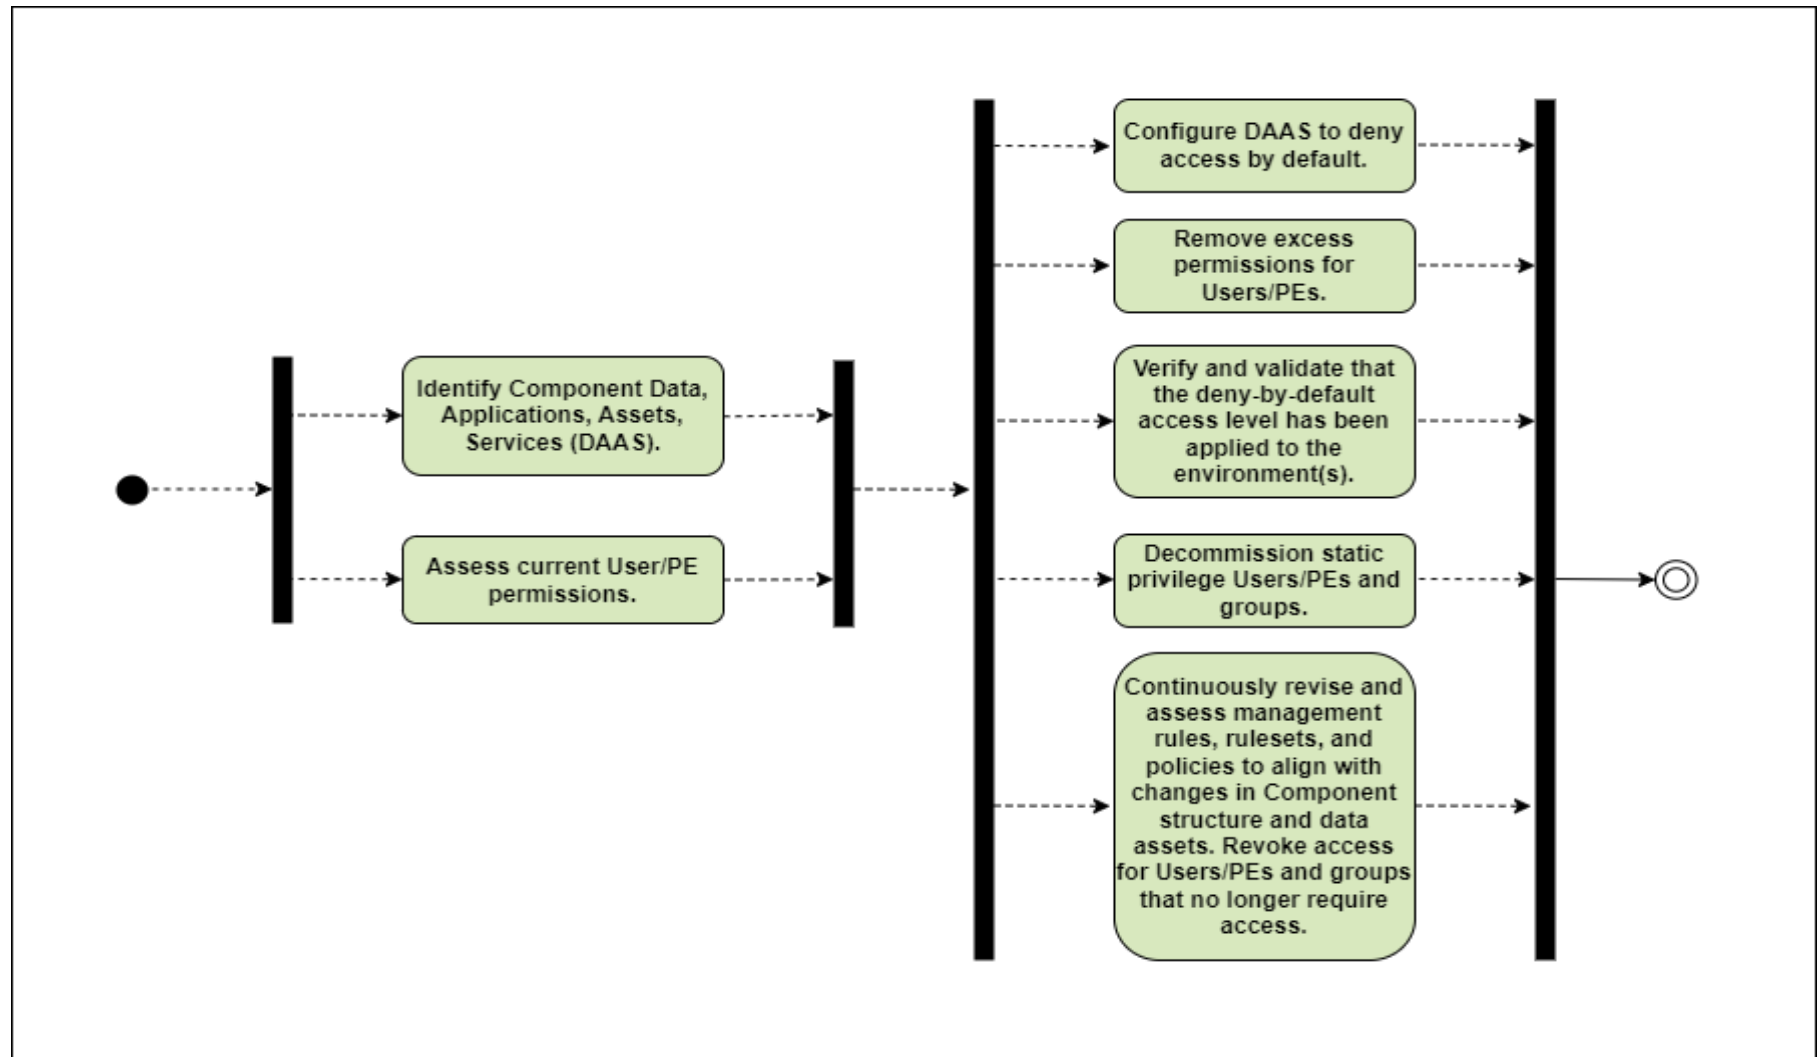 Identify Component Data,
Applications, Assets,
Services (DAAS).
Assess current User/PE
permissions.
Configure DAAS to deny
access by default.
Remove excess
permissions for
Users/PEs.
Verify and validate that
the deny-by-default
access level has been
applied to the
environment(s).
Decommission static
privilege Users/PEs and
groups.
Continuously revise and
assess management
rules, rulesets, and
policies to align with
changes in Component
structure and data
assets. Revoke access
for Users/PEs and groups
that no longer require
access.